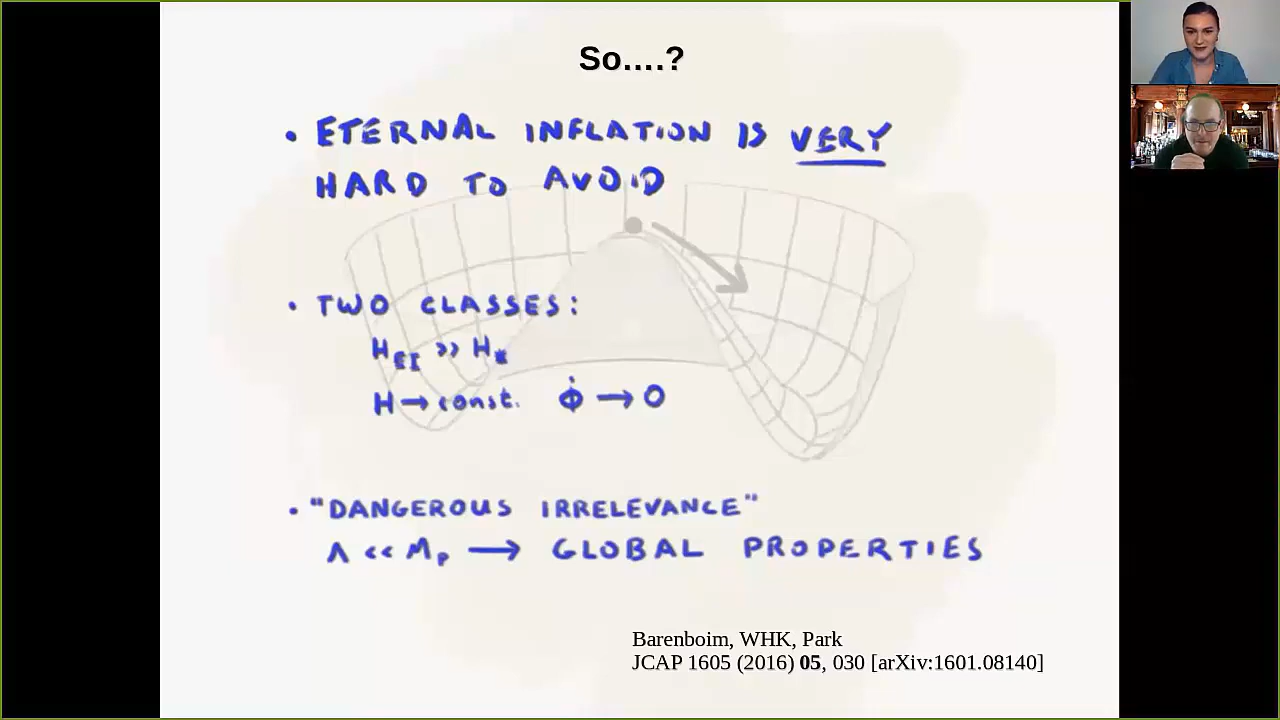 So....?
• ETERNAL INFLATION IS VERY
HARD TO AVOID
• TWO CLASSES:
H_EI >> H_*
H → const. φ̇ → 0
• "DANGEROUS IRRELEVANCE"
Λ << M_P → GLOBAL PROPERTIES
Barenboim, WHK, Park
JCAP 1605 (2016) 05, 030 [arXiv:1601.08140]